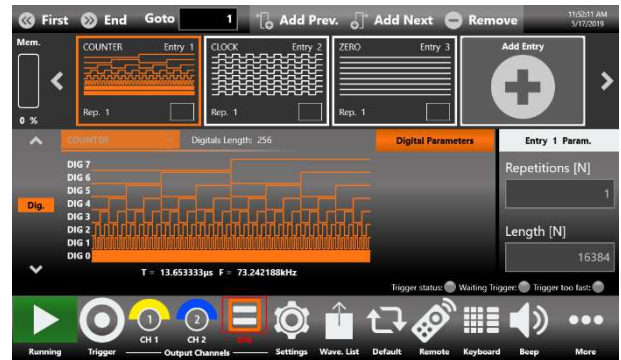 First End Goto 1 Add Prev. Add Next Remove 11:52:11 AM
5/17/2019
Mem.
0 %
COUNTER Entry 1
Rep. 1
CLOCK Entry 2
Rep. 1
ZERO Entry 3
Rep. 1
Add Entry
COUNTER Digitals Length: 256 Digital Parameters Entry 1 Param.
DIG 7
DIG 6
DIG 5
DIG 4
DIG 3
DIG 2
DIG 1
DIG 0
Dig.
T = 13.653333µs F = 73.242188kHz
Repetitions [N]
1
Length [N]
16384
Trigger status: Waiting Trigger: Trigger too fast:
1 2
CH 1 CH 2 DIG
Running Trigger Output Channels Settings Wave. List Default Remote Keyboard Beep More